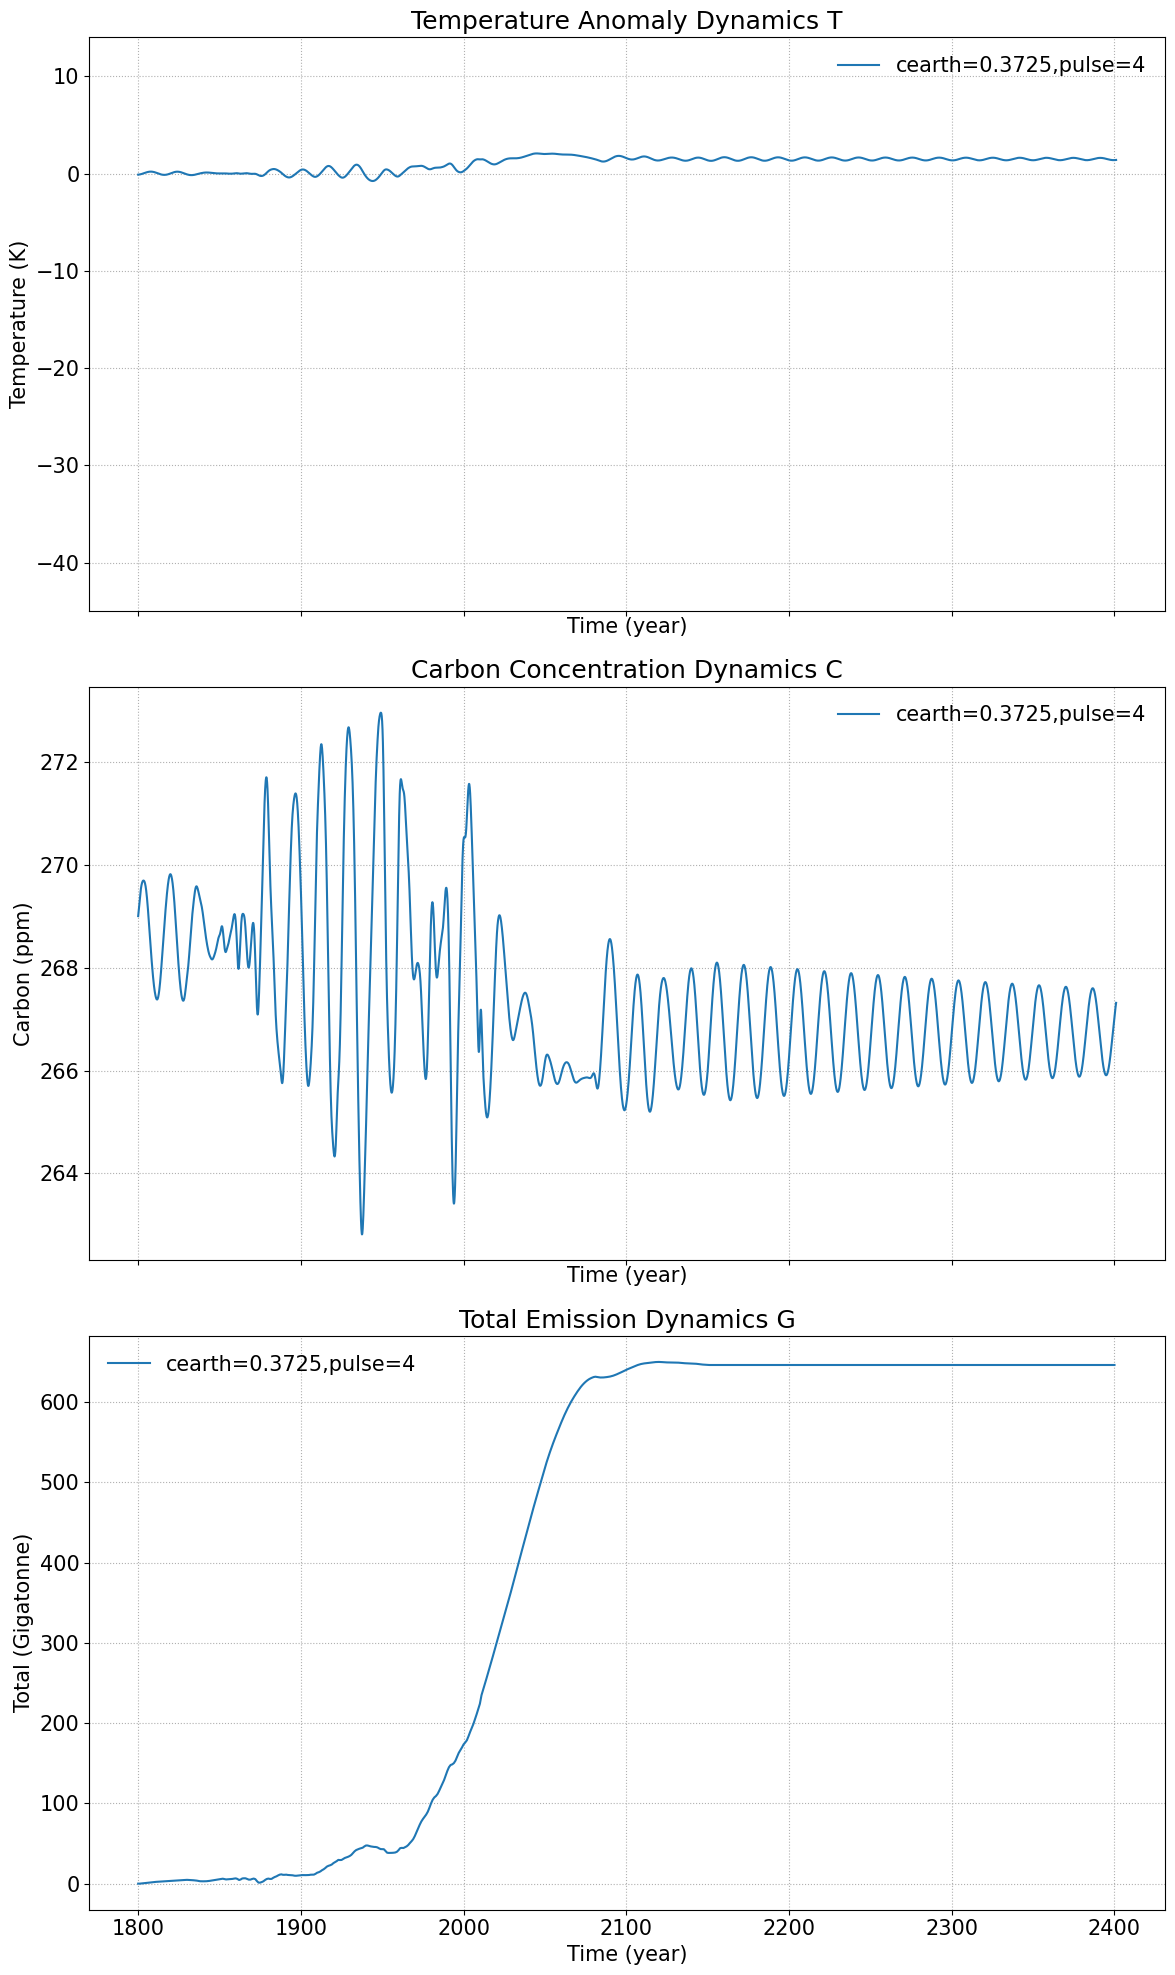 Temperature Anomaly Dynamics T
cearth=0.3725,pulse=4
10
0
−10
−20
−30
−40
Temperature (K)
Time (year)
Carbon Concentration Dynamics C
cearth=0.3725,pulse=4
272
270
268
266
264
Carbon (ppm)
Time (year)
Total Emission Dynamics G
cearth=0.3725,pulse=4
600
500
400
300
200
100
0
Total (Gigatonne)
1800 1900 2000 2100 2200 2300 2400
Time (year)